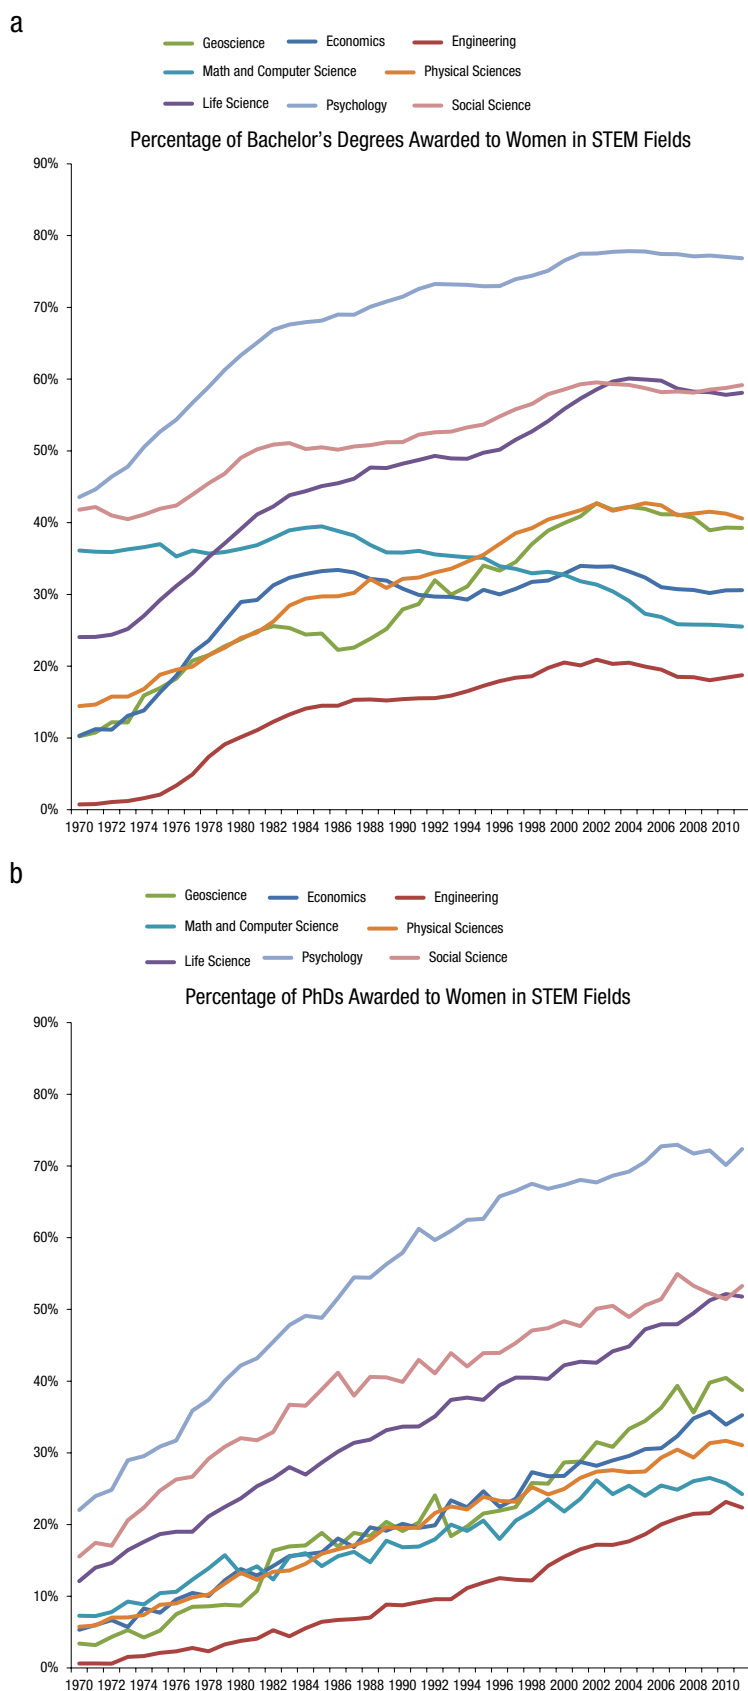 a
Geoscience Economics Engineering
Math and Computer Science Physical Sciences
Life Science Psychology Social Science
Percentage of Bachelor's Degrees Awarded to Women in STEM Fields
90%
80%
70%
60%
50%
40%
30%
20%
10%
0%
1970 1972 1974 1976 1978 1980 1982 1984 1986 1988 1990 1992 1994 1996 1998 2000 2002 2004 2006 2008 2010
b
Geoscience Economics Engineering
Math and Computer Science Physical Sciences
Life Science Psychology Social Science
Percentage of PhDs Awarded to Women in STEM Fields
90%
80%
70%
60%
50%
40%
30%
20%
10%
0%
1970 1972 1974 1976 1978 1980 1982 1984 1986 1988 1990 1992 1994 1996 1998 2000 2002 2004 2006 2008 2010